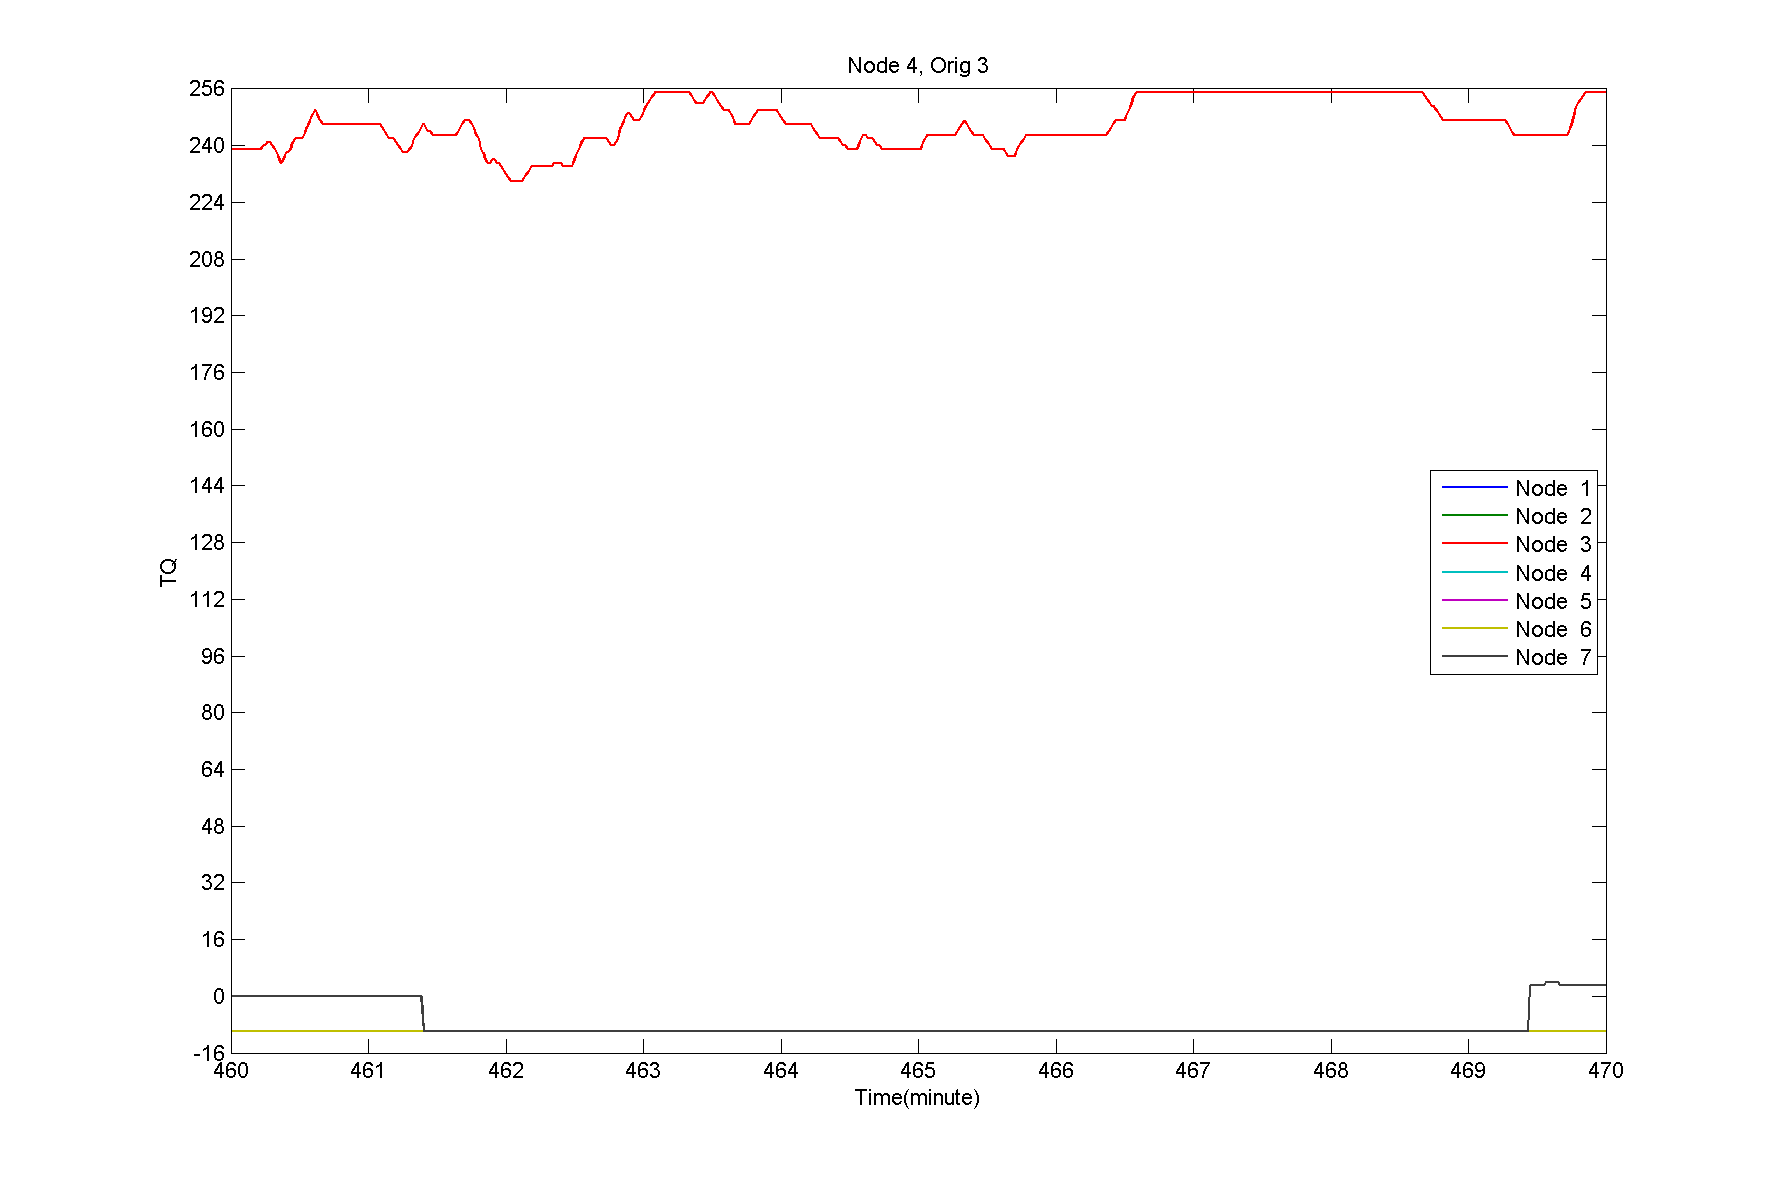 Node 4, Orig 3
256
240
224
208
192
176
160
144
128
112
96
80
64
48
32
16
0
-16
TQ
Node 1
Node 2
Node 3
Node 4
Node 5
Node 6
Node 7
460 461 462 463 464 465 466 467 468 469 470
Time(minute)